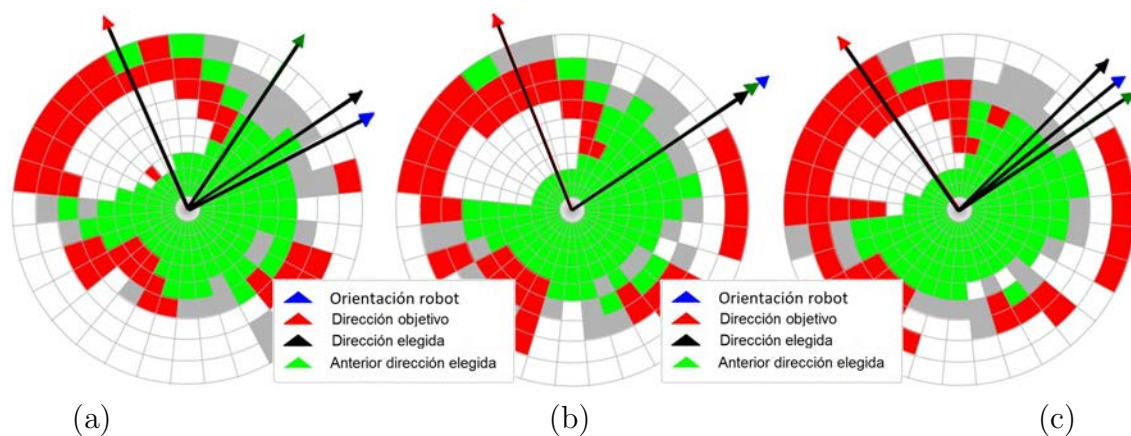 Orientación robot
Dirección objetivo
Dirección elegida
Anterior dirección elegida
Orientación robot
Dirección objetivo
Dirección elegida
Anterior dirección elegida
(a)
(b)
(c)